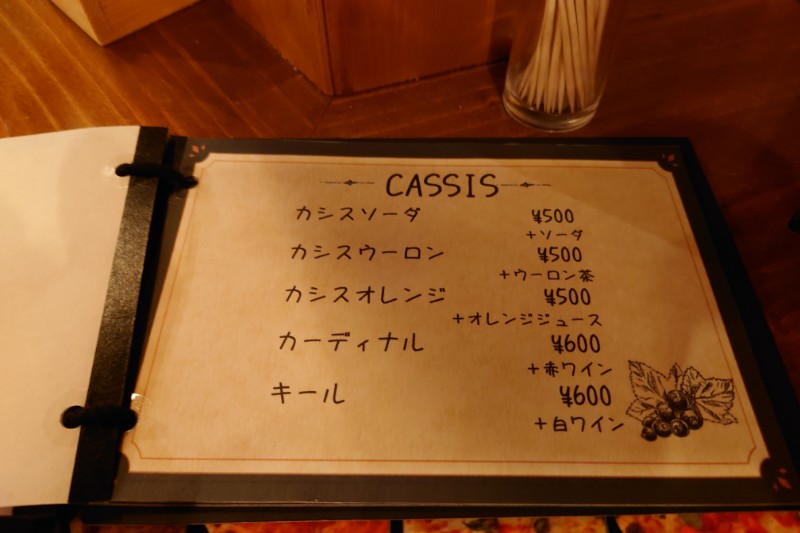 CASSIS
カシスソーダ ¥500
+ソーダ
カシスウーロン ¥500
+ウーロン茶
カシスオレンジ ¥500
+オレンジジュース
カーディナル ¥600
+赤ワイン
キール ¥600
+白ワイン